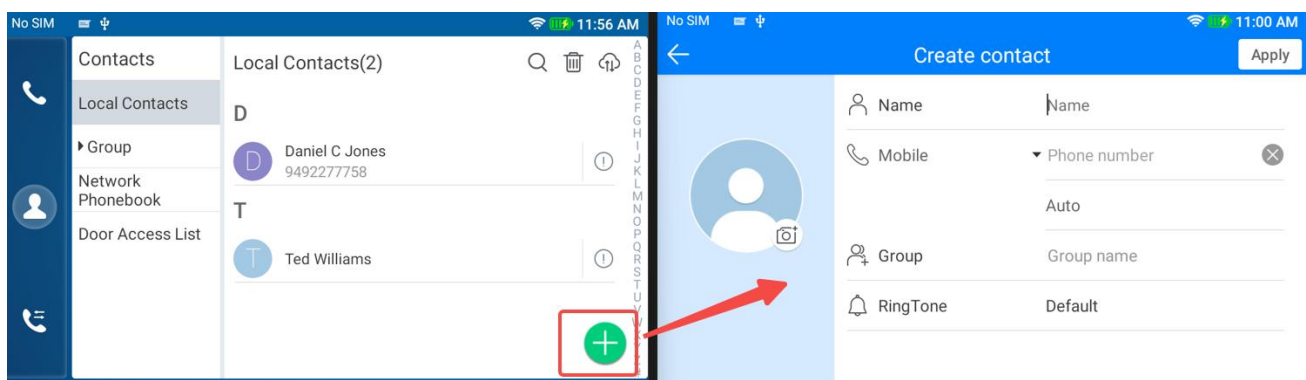 No SIM
11:56 AM
Contacts
Local Contacts
Group
Network
Phonebook
Door Access List
Local Contacts(2)
D
D
Daniel C Jones
9492277758
T
T
Ted Williams
A
B
C
D
E
F
G
H
I
J
K
L
M
N
O
P
Q
R
S
T
U
V
W
No SIM
11:00 AM
Create contact
Apply
Name
Name
Mobile
Phone number
Auto
Group
Group name
RingTone
Default